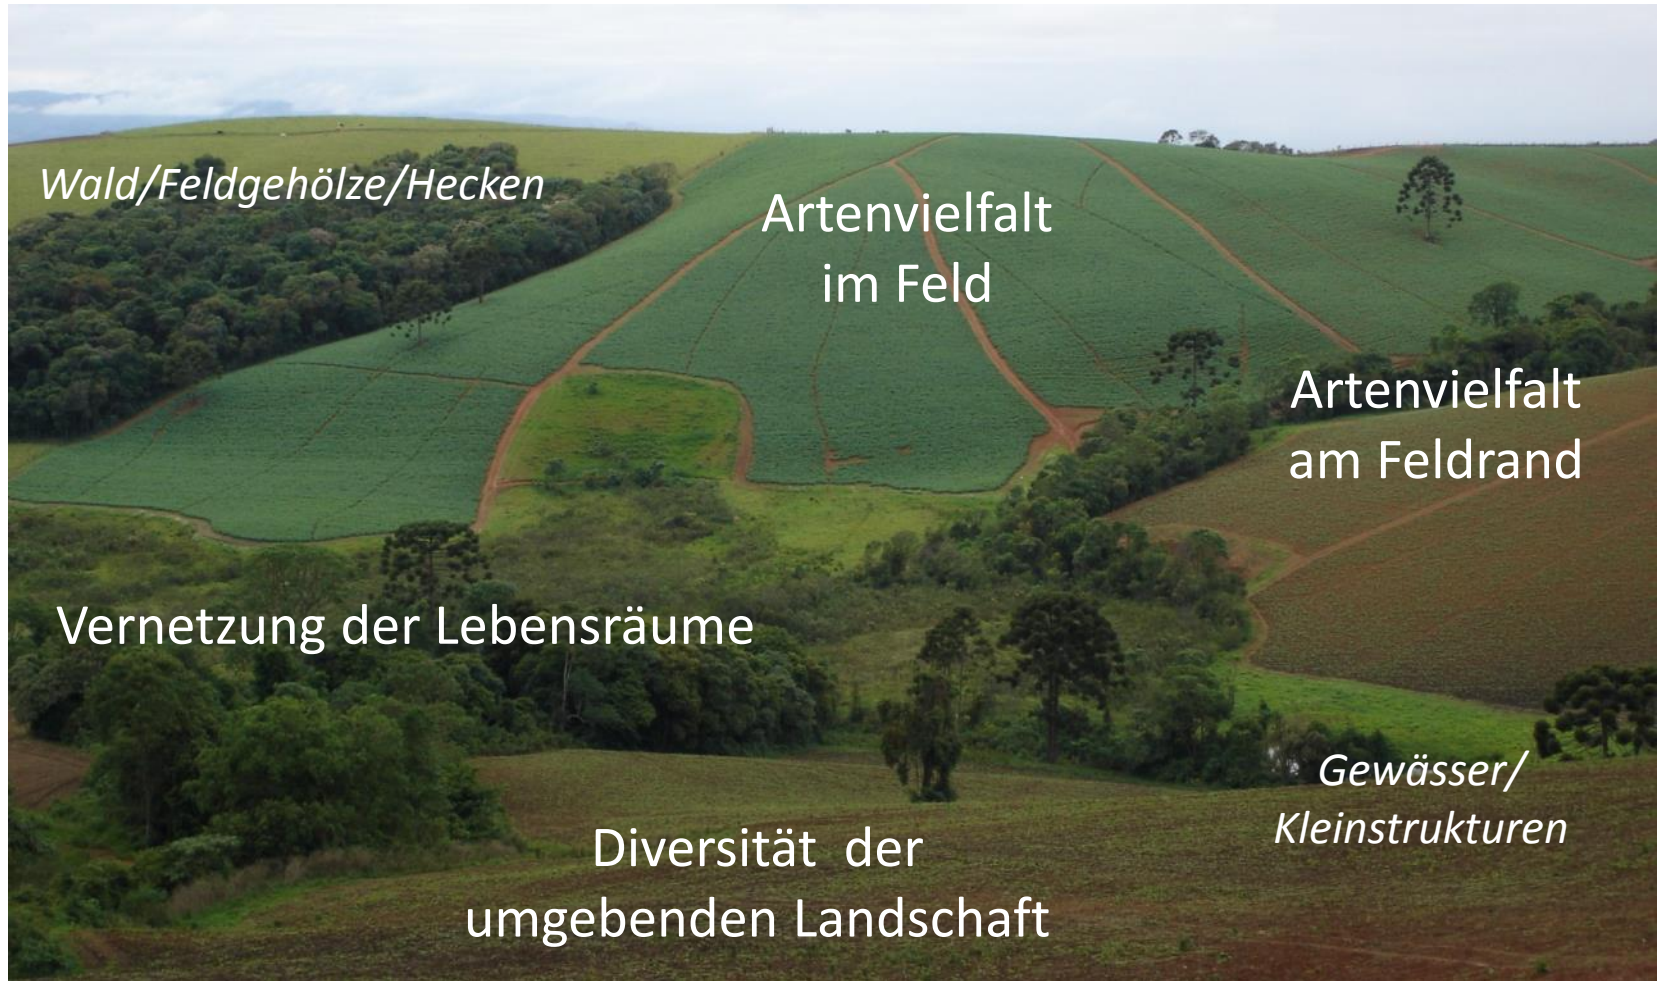 Wald/Feldgehölze/Hecken
Artenvielfalt
im Feld
Artenvielfalt
am Feldrand
Vernetzung der Lebensräume
Gewässer/
Kleinstrukturen
Diversität der
umgebenden Landschaft